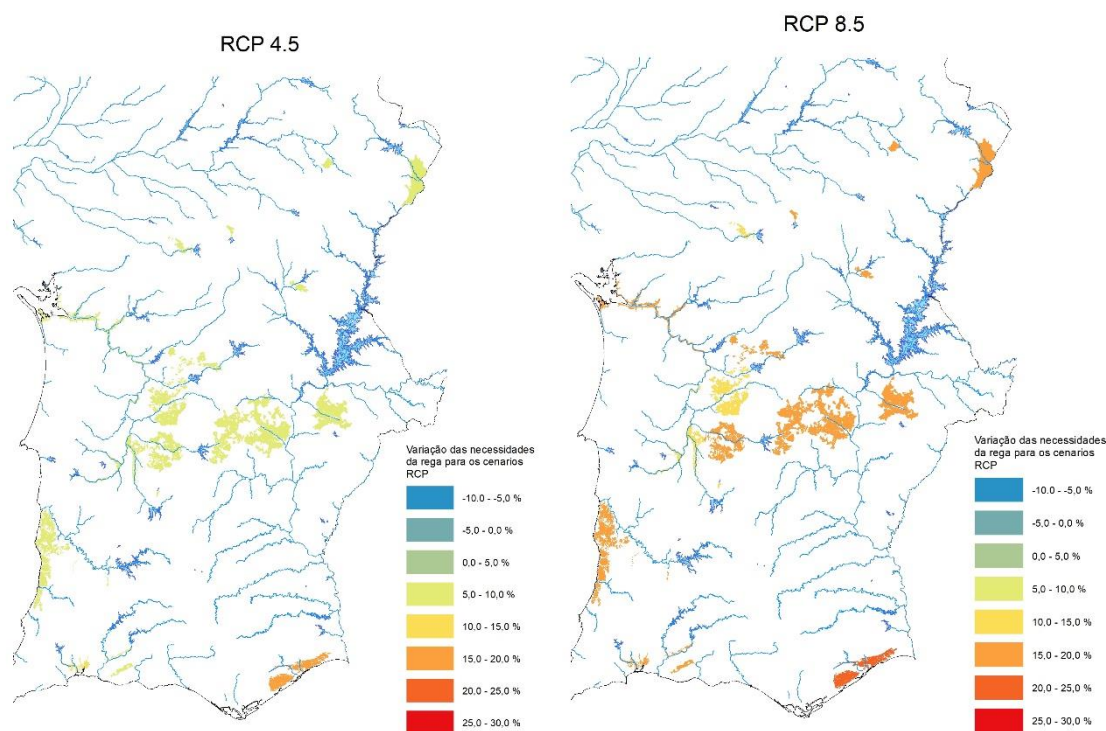 RCP 4.5
Variação das necessidades
da rega para os cenarios
RCP
-10.0 - -5,0 %
-5,0 - 0,0 %
0,0 - 5,0 %
5,0 - 10,0 %
10,0 - 15,0 %
15,0 - 20,0 %
20,0 - 25,0 %
25,0 - 30,0 %
RCP 8.5
Variação das necessidades
da rega para os cenarios
RCP
-10.0 - -5,0 %
-5,0 - 0,0 %
0,0 - 5,0 %
5,0 - 10,0 %
10,0 - 15,0 %
15,0 - 20,0 %
20,0 - 25,0 %
25,0 - 30,0 %